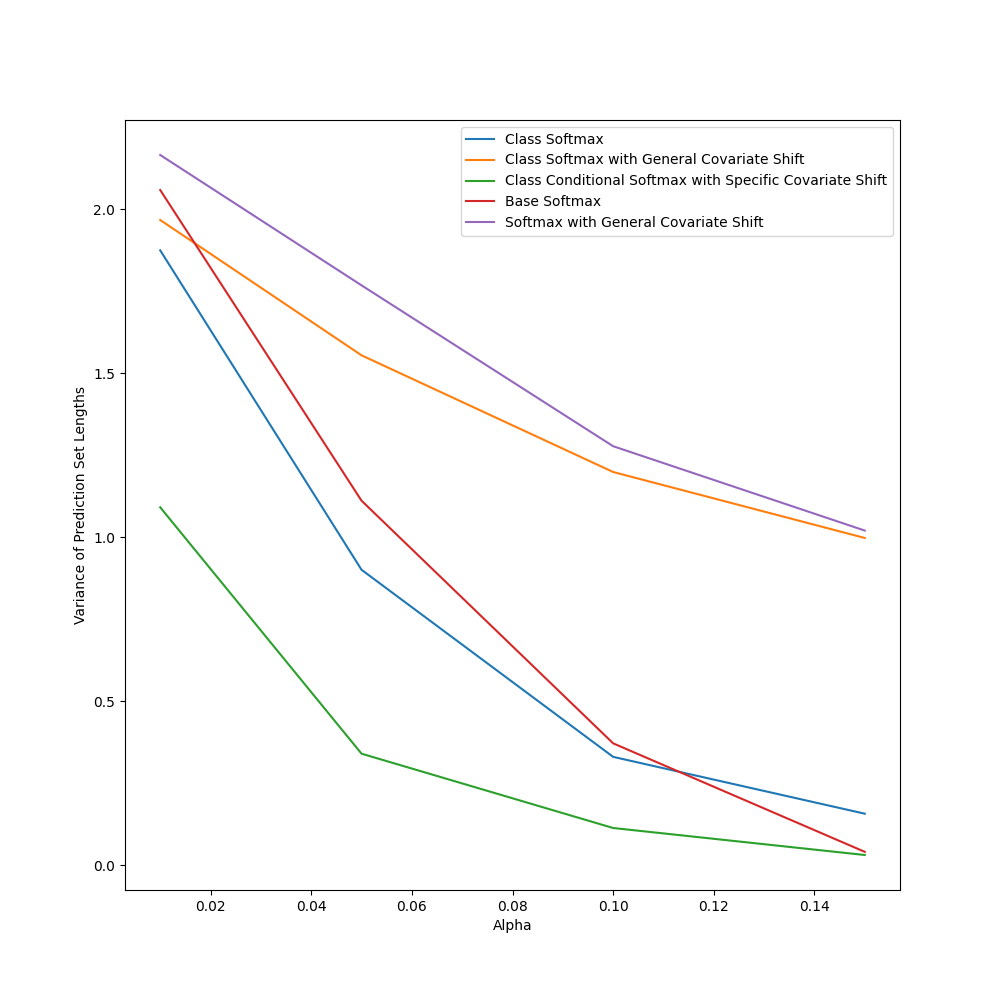 Class Softmax
Class Softmax with General Covariate Shift
Class Conditional Softmax with Specific Covariate Shift
Base Softmax
Softmax with General Covariate Shift
Variance of Prediction Set Lengths
2.0
1.5
1.0
0.5
0.0
0.02 0.04 0.06 0.08 0.10 0.12 0.14
Alpha